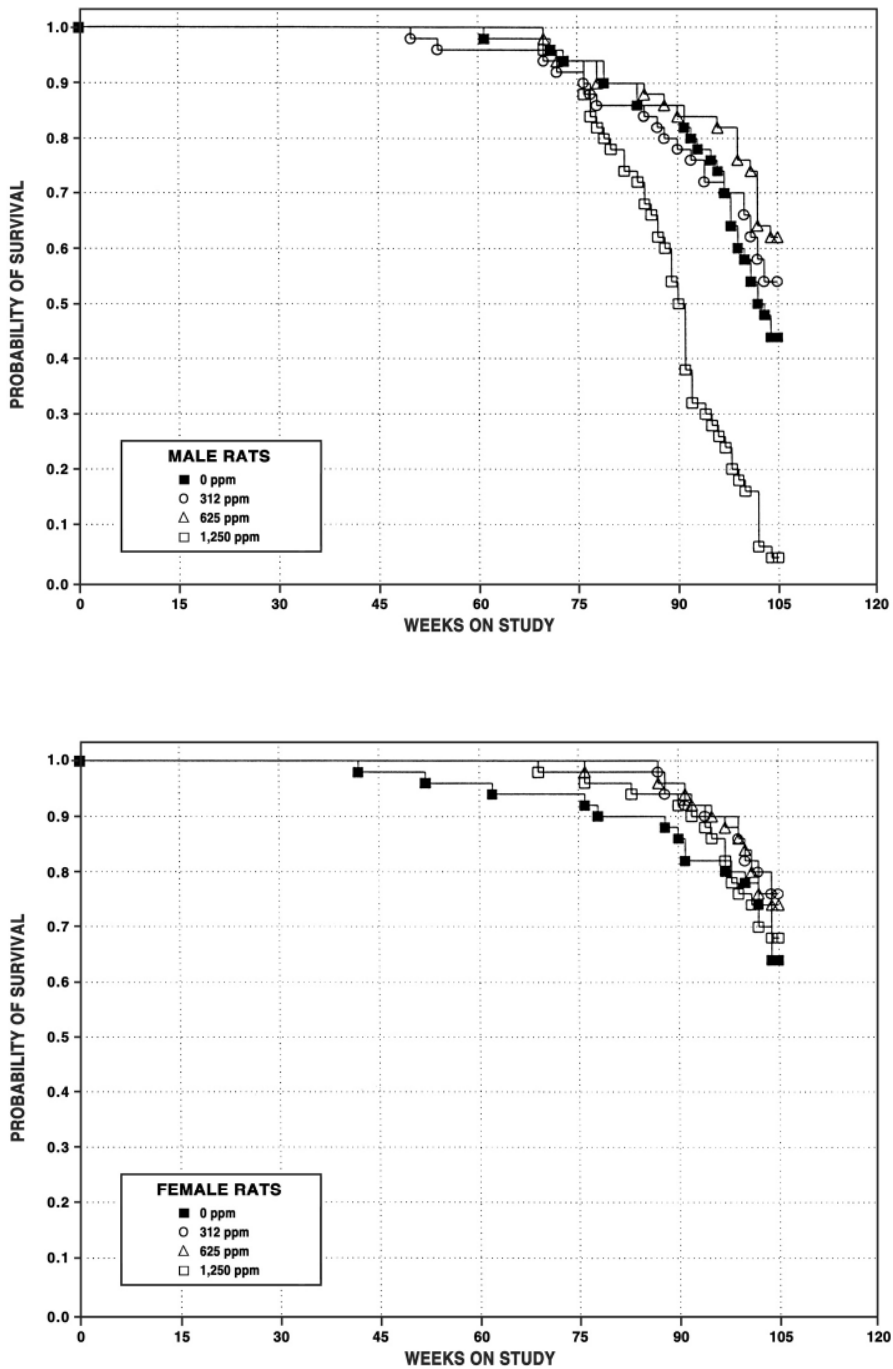 1.0
0.9
0.8
0.7
0.6
0.5
0.4
0.3
0.2
0.1
0.0
PROBABILITY OF SURVIVAL
MALE RATS
0 ppm
312 ppm
625 ppm
1,250 ppm
0 15 30 45 60 75 90 105 120
WEEKS ON STUDY
1.0
0.9
0.8
0.7
0.6
0.5
0.4
0.3
0.2
0.1
0.0
PROBABILITY OF SURVIVAL
FEMALE RATS
0 ppm
312 ppm
625 ppm
1,250 ppm
0 15 30 45 60 75 90 105 120
WEEKS ON STUDY